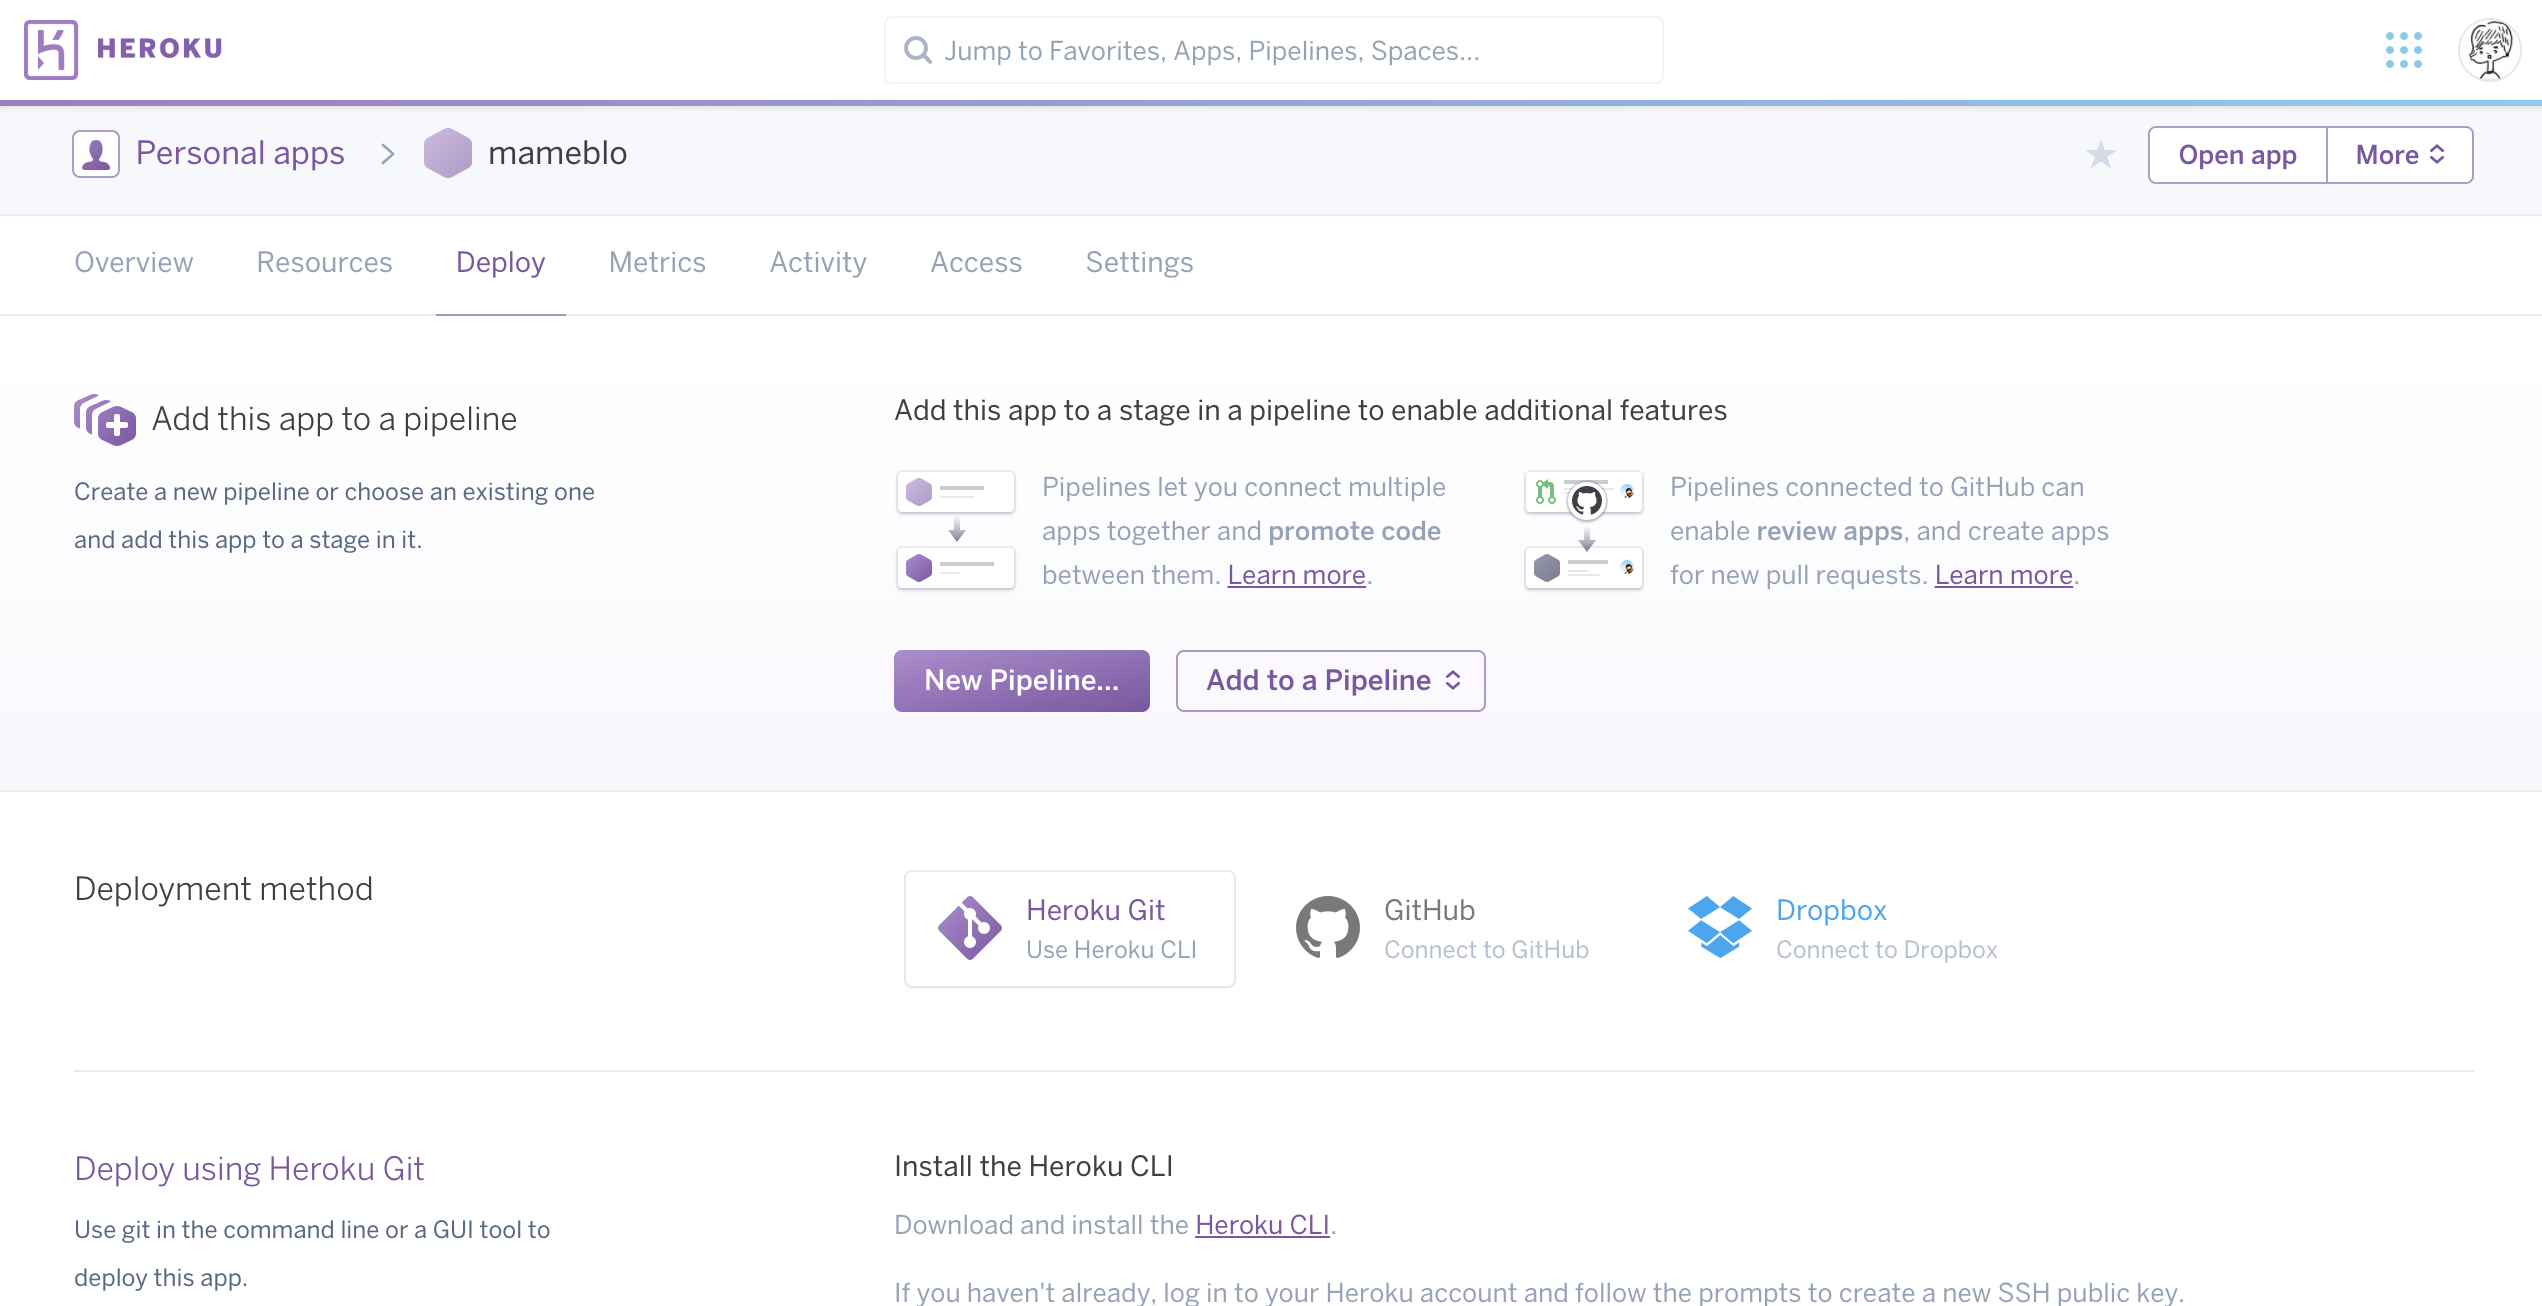 HEROKU
Jump to Favorites, Apps, Pipelines, Spaces...
Personal apps > mameblo
Open app
More
Overview
Resources
Deploy
Metrics
Activity
Access
Settings
Add this app to a pipeline
Create a new pipeline or choose an existing one
and add this app to a stage in it.
Add this app to a stage in a pipeline to enable additional features
Pipelines let you connect multiple
apps together and promote code
between them. Learn more.
Pipelines connected to GitHub can
enable review apps, and create apps
for new pull requests. Learn more.
New Pipeline...
Add to a Pipeline
Deployment method
Heroku Git
Use Heroku CLI
GitHub
Connect to GitHub
Dropbox
Connect to Dropbox
Deploy using Heroku Git
Use git in the command line or a GUI tool to
deploy this app.
Install the Heroku CLI
Download and install the Heroku CLI.
If you haven't already, log in to your Heroku account and follow the prompts to create a new SSH public key.